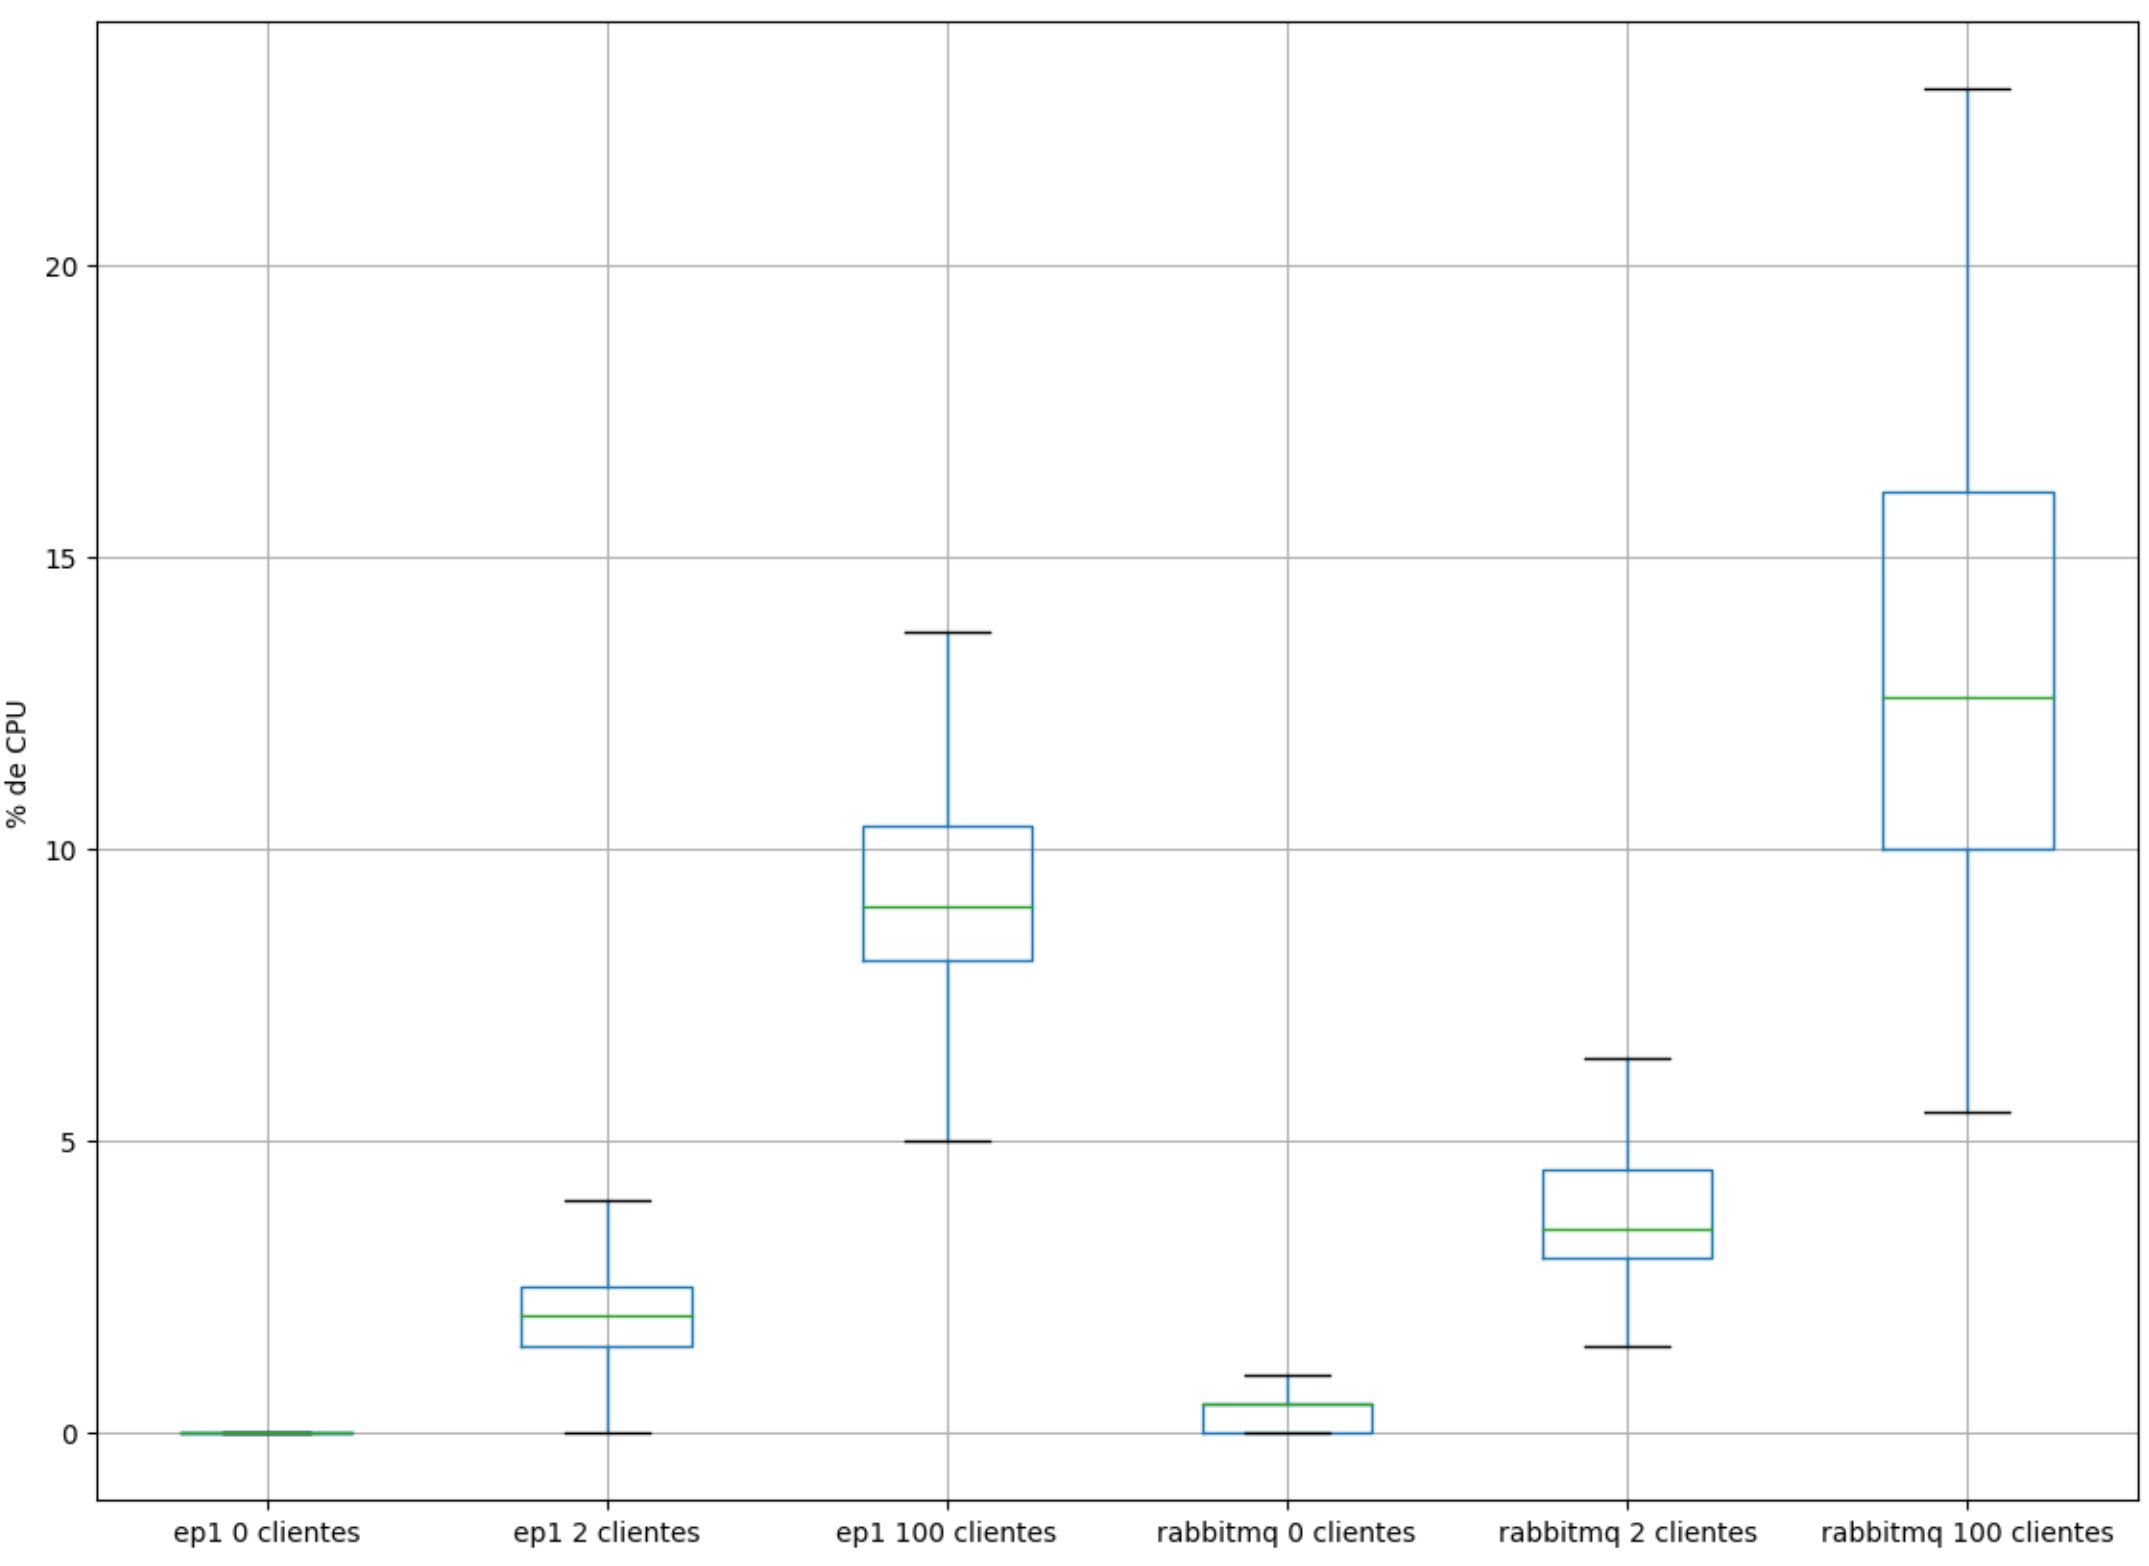 % de CPU
20
15
10
5
0
ep1 0 clientes
ep1 2 clientes
ep1 100 clientes
rabbitmq 0 clientes
rabbitmq 2 clientes
rabbitmq 100 clientes